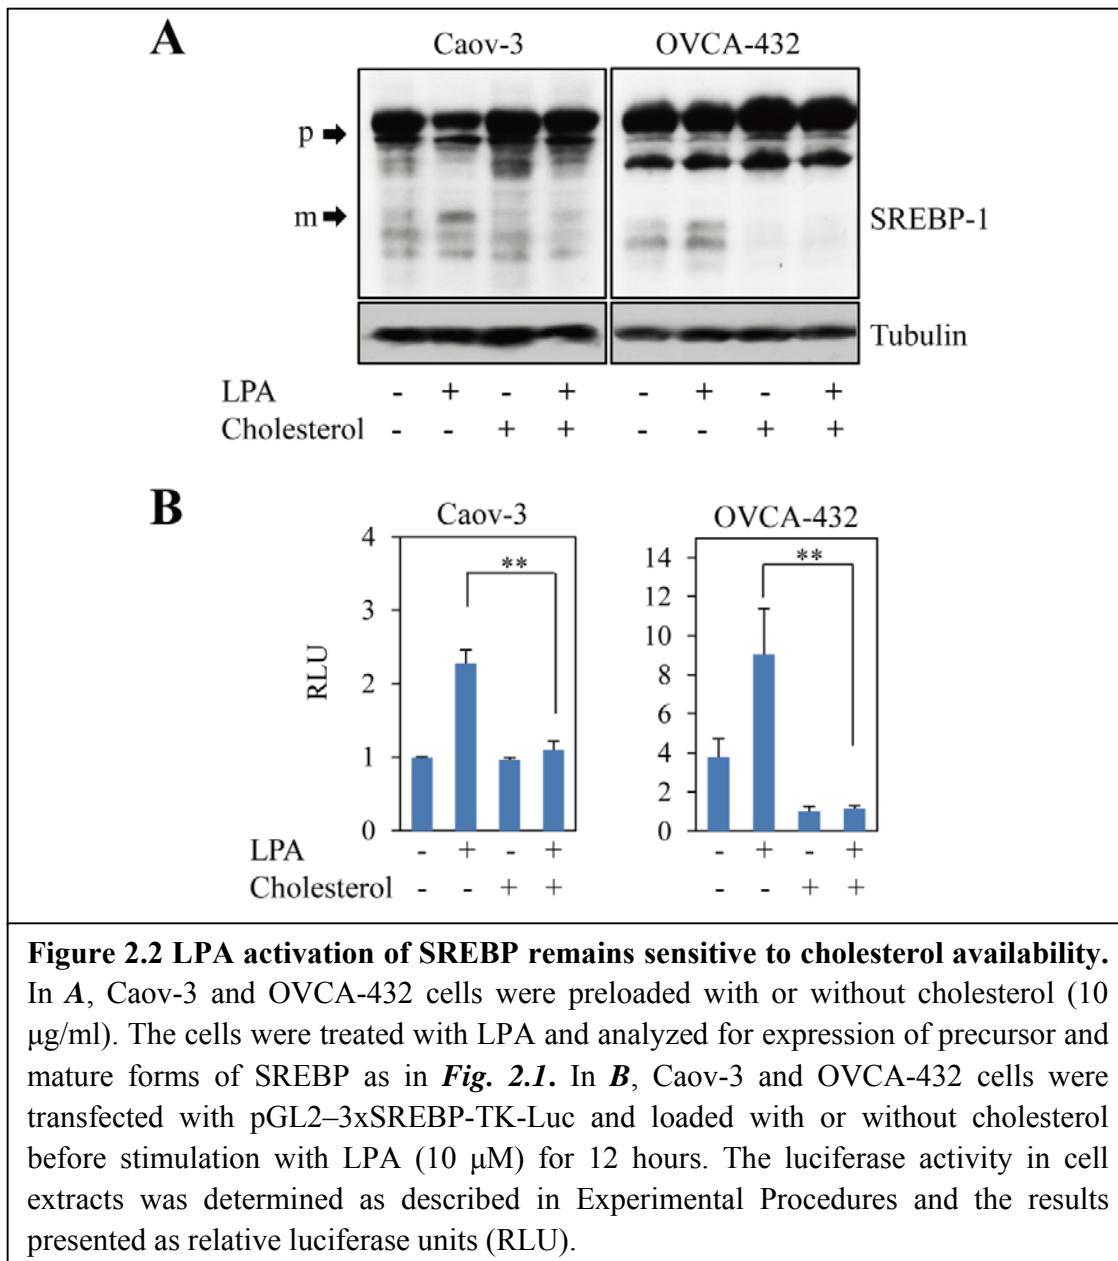 A
Caov-3 OVCA-432
p
m
SREBP-1
Tubulin
LPA - + - + - + - +
Cholesterol - - + + - - + +
B
Caov-3 OVCA-432
4
3
2
1
0
RLU
**
14
12
10
8
6
4
2
0
**
LPA - + - + - + - +
Cholesterol - - + + - - + +
Figure 2.2 LPA activation of SREBP remains sensitive to cholesterol availability.
In A, Caov-3 and OVCA-432 cells were preloaded with or without cholesterol (10
μg/ml). The cells were treated with LPA and analyzed for expression of precursor and
mature forms of SREBP as in Fig. 2.1. In B, Caov-3 and OVCA-432 cells were
transfected with pGL2–3xSREBP-TK-Luc and loaded with or without cholesterol
before stimulation with LPA (10 μM) for 12 hours. The luciferase activity in cell
extracts was determined as described in Experimental Procedures and the results
presented as relative luciferase units (RLU).